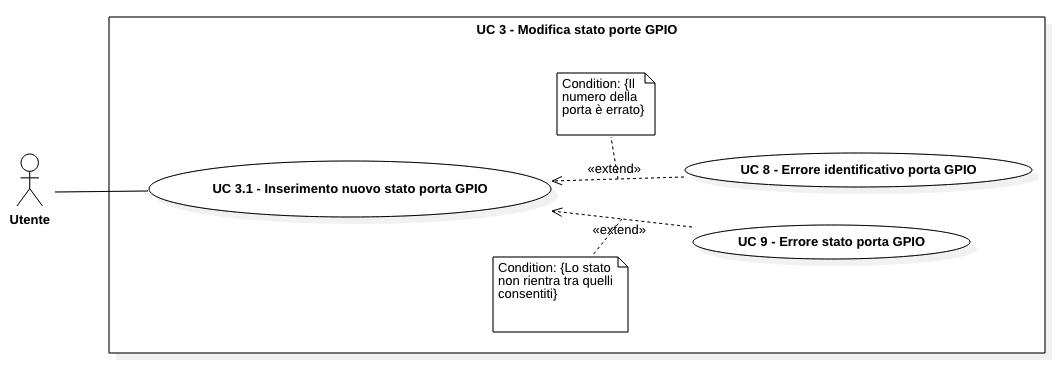 UC 3 - Modifica stato porte GPIO
Condition: {Il
numero della
porta è errato}
«extend»
UC 8 - Errore identificativo porta GPIO
UC 3.1 - Inserimento nuovo stato porta GPIO
Utente
«extend»
UC 9 - Errore stato porta GPIO
Condition: {Lo stato
non rientra tra quelli
consentiti}